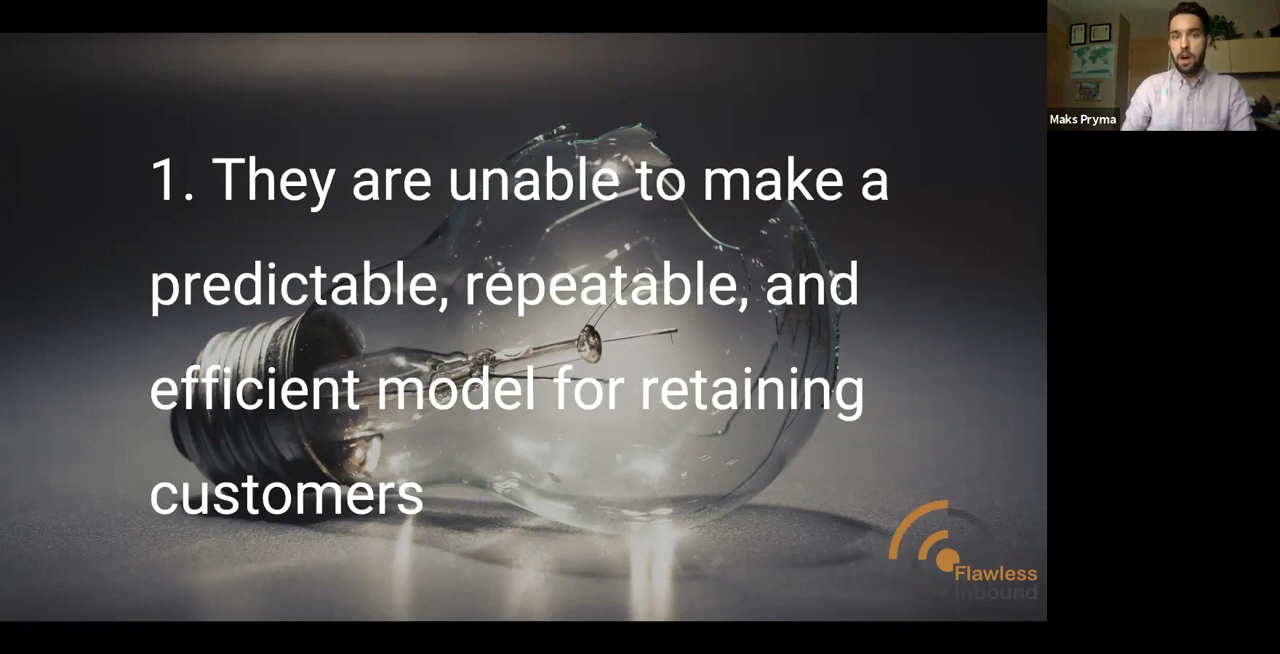 1. They are unable to make a
predictable, repeatable, and
efficient model for retaining
customers
Flawless
Inbound
Maks Pryma